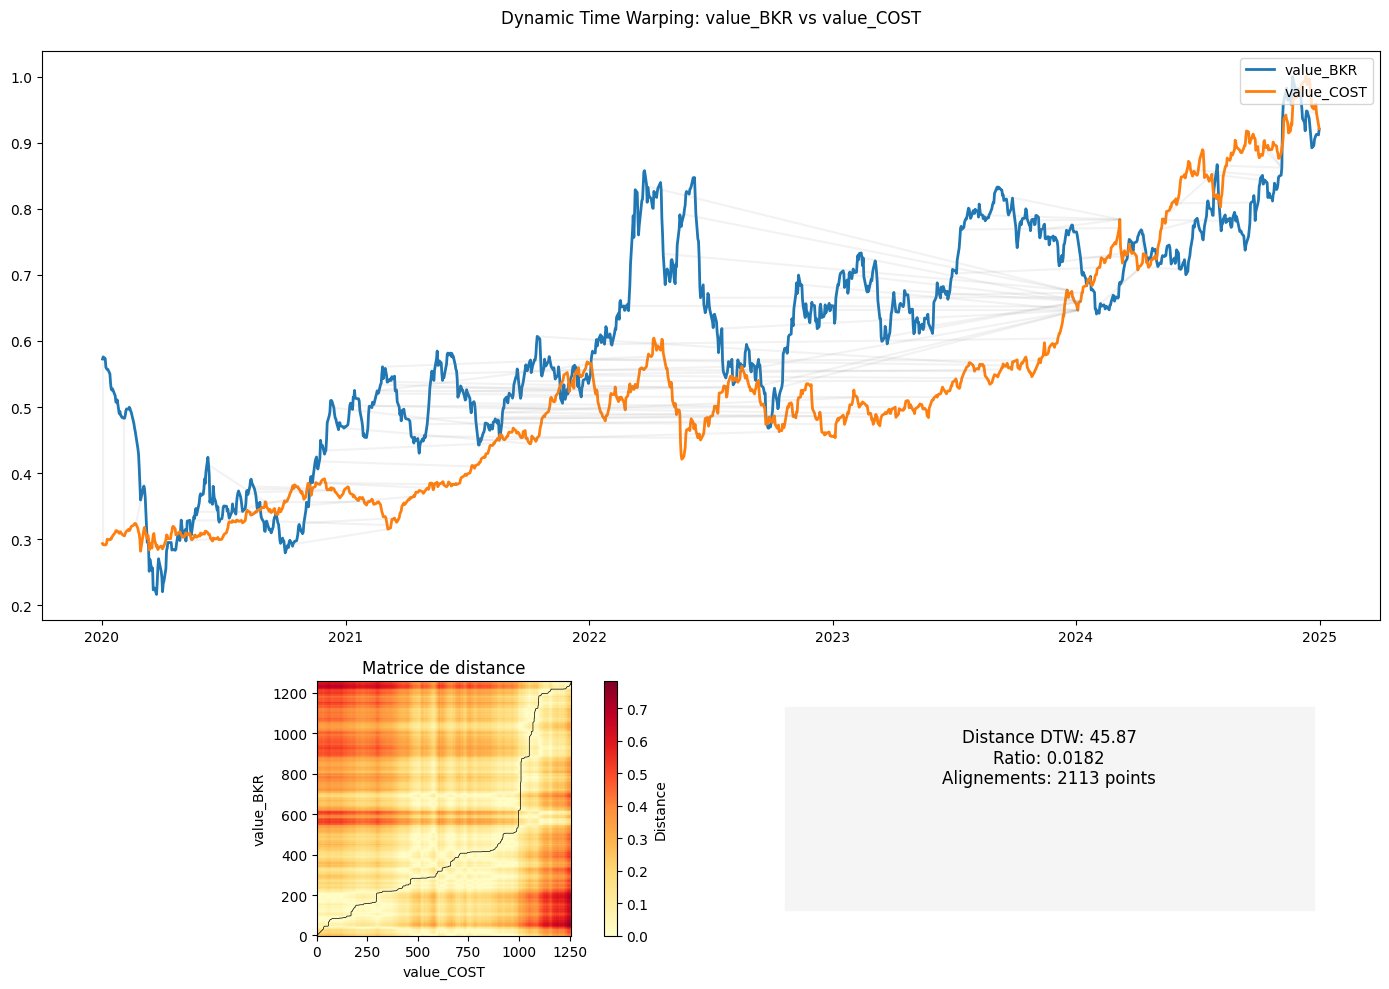 Dynamic Time Warping: value_BKR vs value_COST
1.0
0.9
0.8
0.7
0.6
0.5
0.4
0.3
0.2
value_BKR
value_COST
2020 2021 2022 2023 2024 2025
Matrice de distance
value_BKR
1200
1000
800
600
400
200
0
0 250 500 750 1000 1250
value_COST
0.7
0.6
0.5
0.4
0.3
0.2
0.1
0.0
Distance
Distance DTW: 45.87
Ratio: 0.0182
Alignements: 2113 points